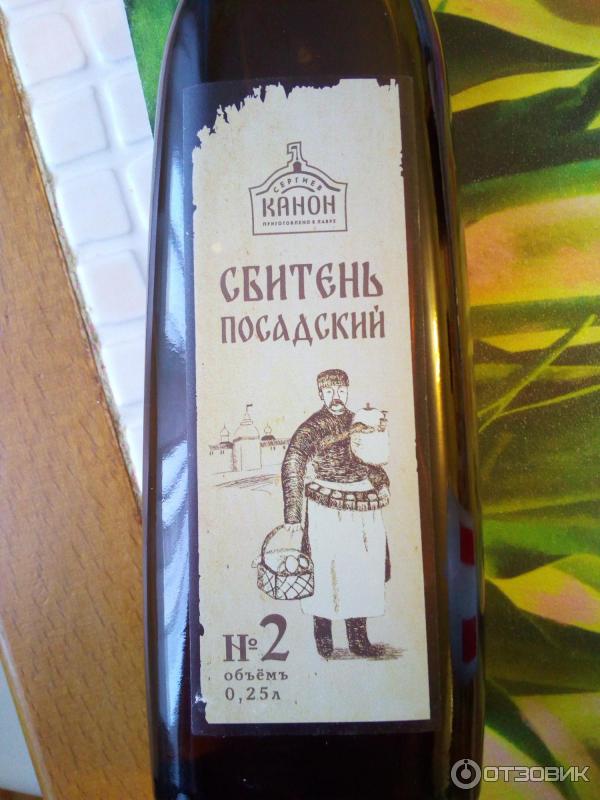 СЕРГИЕВ
КАНОН
ПРИГОТОВЛЕНО В ЛАВРЕ
СБИТЕНЬ
ПОСАДСКИЙ
№2
объёмъ
0,25л
ОТЗОВИК